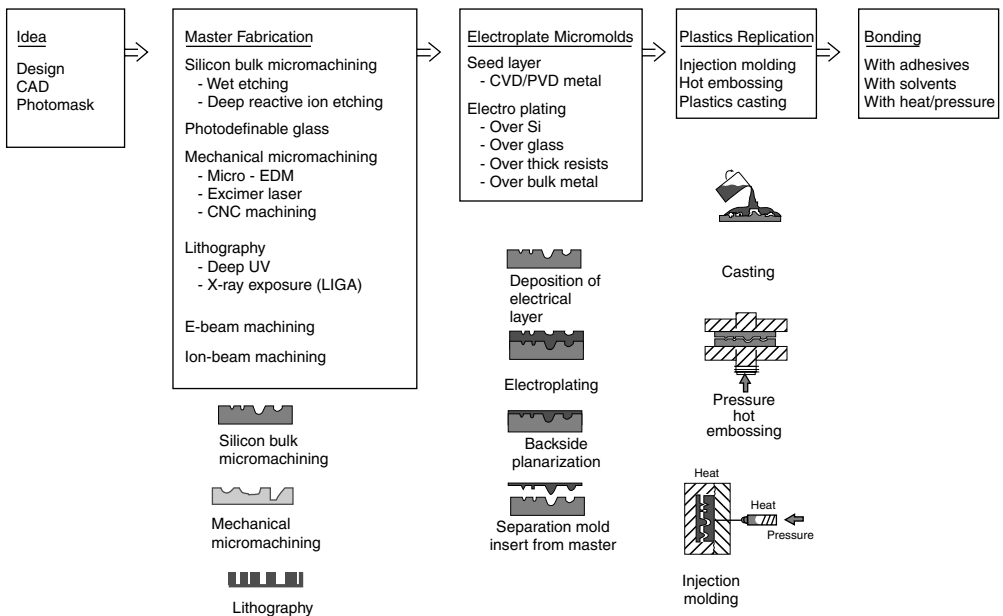 Idea
Design
CAD
Photomask
Master Fabrication
Silicon bulk micromachining
- Wet etching
- Deep reactive ion etching
Photodefinable glass
Mechanical micromachining
- Micro - EDM
- Excimer laser
- CNC machining
Lithography
- Deep UV
- X-ray exposure (LIGA)
E-beam machining
Ion-beam machining
Silicon bulk
micromachining
Mechanical
micromachining
Lithography
Electroplate Micromolds
Seed layer
- CVD/PVD metal
Electro plating
- Over Si
- Over glass
- Over thick resists
- Over bulk metal
Deposition of
electrical
layer
Electroplating
Backside
planarization
Separation mold
insert from master
Plastics Replication
Injection molding
Hot embossing
Plastics casting
Casting
Pressure
hot
embossing
Heat
Heat
Pressure
Injection
molding
Bonding
With adhesives
With solvents
With heat/pressure